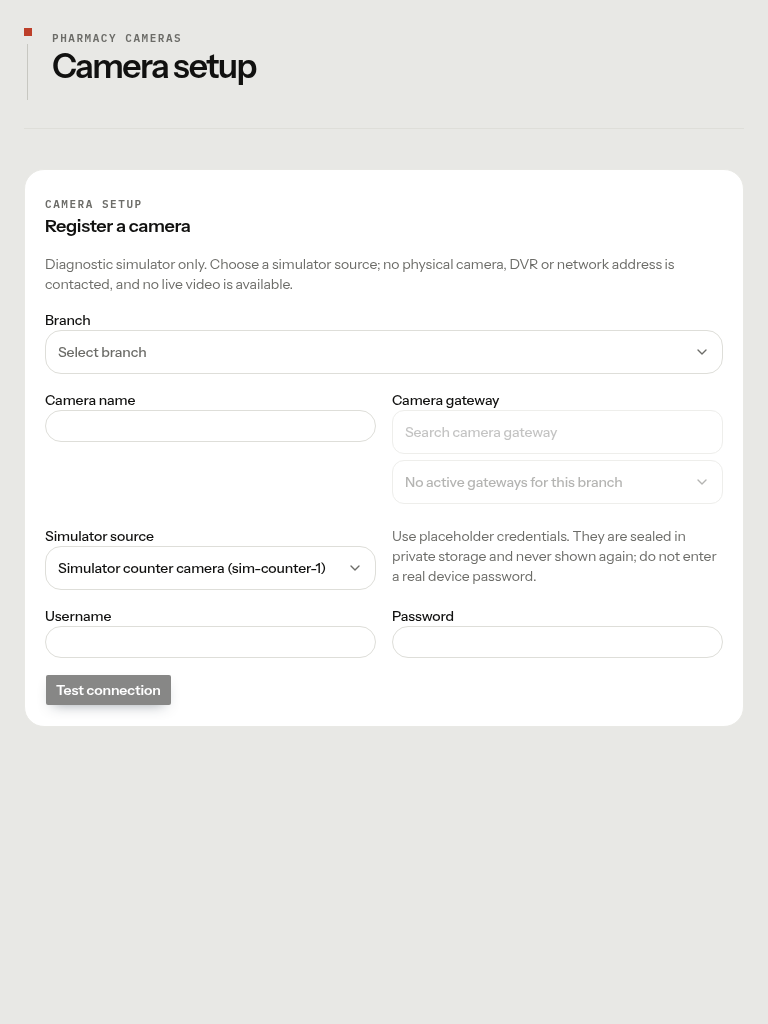 PHARMACY CAMERAS
Camera setup
CAMERA SETUP
Register a camera
Diagnostic simulator only. Choose a simulator source; no physical camera, DVR or network address is
contacted, and no live video is available.
Branch
Select branch
Camera name
Camera gateway
Search camera gateway
No active gateways for this branch
Simulator source
Simulator counter camera (sim-counter-1)
Use placeholder credentials. They are sealed in
private storage and never shown again; do not enter
a real device password.
Username
Password
Test connection